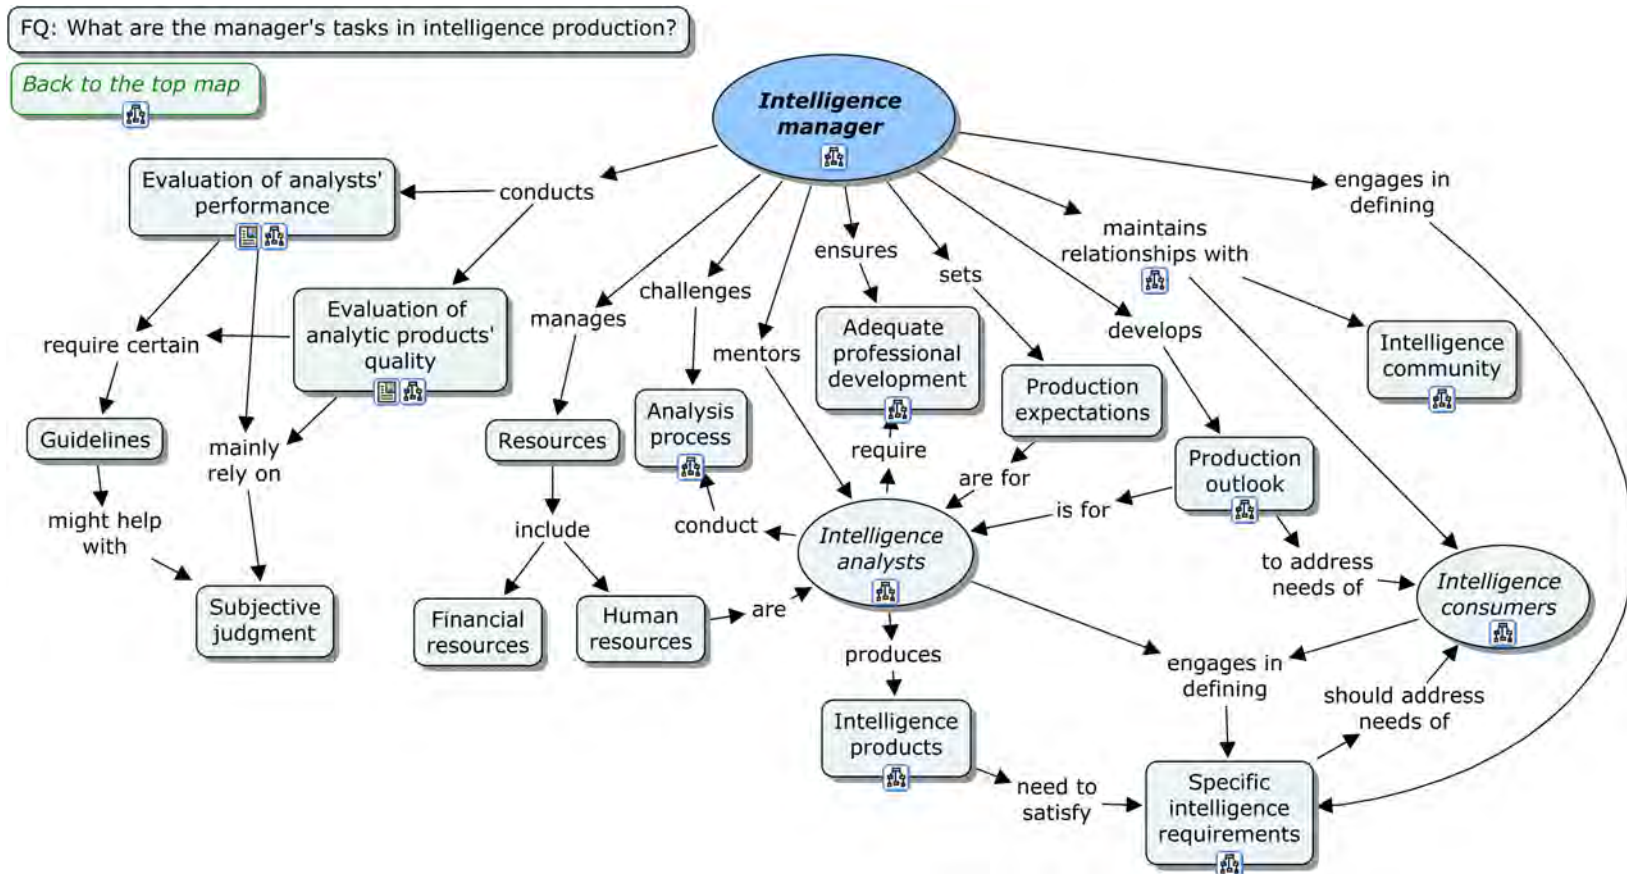 FQ: What are the manager's tasks in intelligence production?
Back to the top map
Intelligence
manager
Evaluation of analysts'
performance
conducts
engages in
defining
maintains
relationships with
ensures
sets
challenges
manages
mentors
develops
Evaluation of
analytic products'
quality
require certain
Adequate
professional
development
Production
expectations
Intelligence
community
Guidelines
mainly
rely on
Resources
Analysis
process
require
are for
Production
outlook
might help
with
include
conduct
Intelligence
analysts
is for
to address
needs of
Intelligence
consumers
Subjective
judgment
Financial
resources
Human
resources
are
produces
engages in
defining
should address
needs of
Intelligence
products
need to
satisfy
Specific
intelligence
requirements